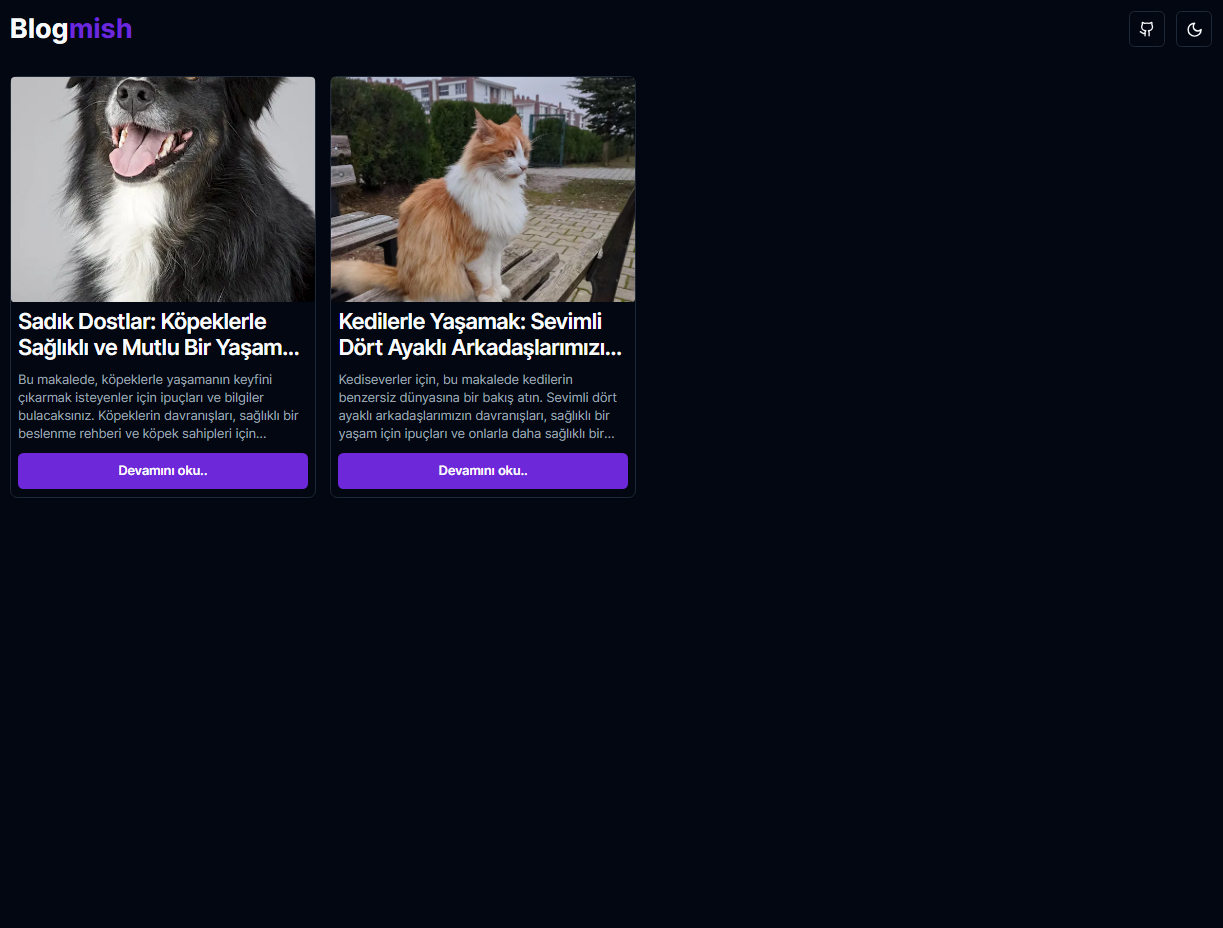 Blogmish
Sadık Dostlar: Köpeklerle
Sağlıklı ve Mutlu Bir Yaşam...
Bu makalede, köpeklerle yaşamanın keyfini
çıkarmak isteyenler için ipuçları ve bilgiler
bulacaksınız. Köpeklerin davranışları, sağlıklı bir
beslenme rehberi ve köpek sahipleri için...
Devamını oku..
Kedilerle Yaşamak: Sevimli
Dört Ayaklı Arkadaşlarımızı...
Kediseverler için, bu makalede kedilerin
benzersiz dünyasına bir bakış atın. Sevimli dört
ayaklı arkadaşlarımızın davranışları, sağlıklı bir
yaşam için ipuçları ve onlarla daha sağlıklı bir...
Devamını oku..